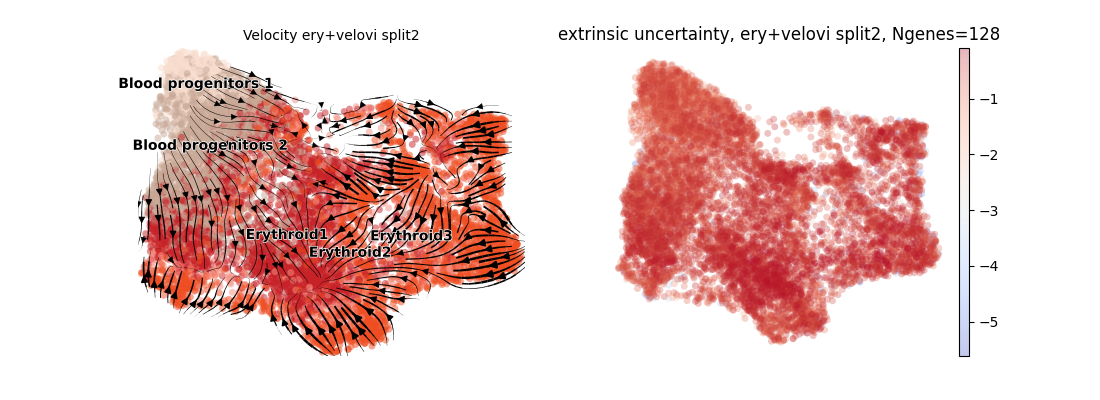 Velocity ery+velovi split2
Blood progenitors 1
Blood progenitors 2
Erythroid1
Erythroid3
Erythroid2
extrinsic uncertainty, ery+velovi split2, Ngenes=128
−1
−2
−3
−4
−5